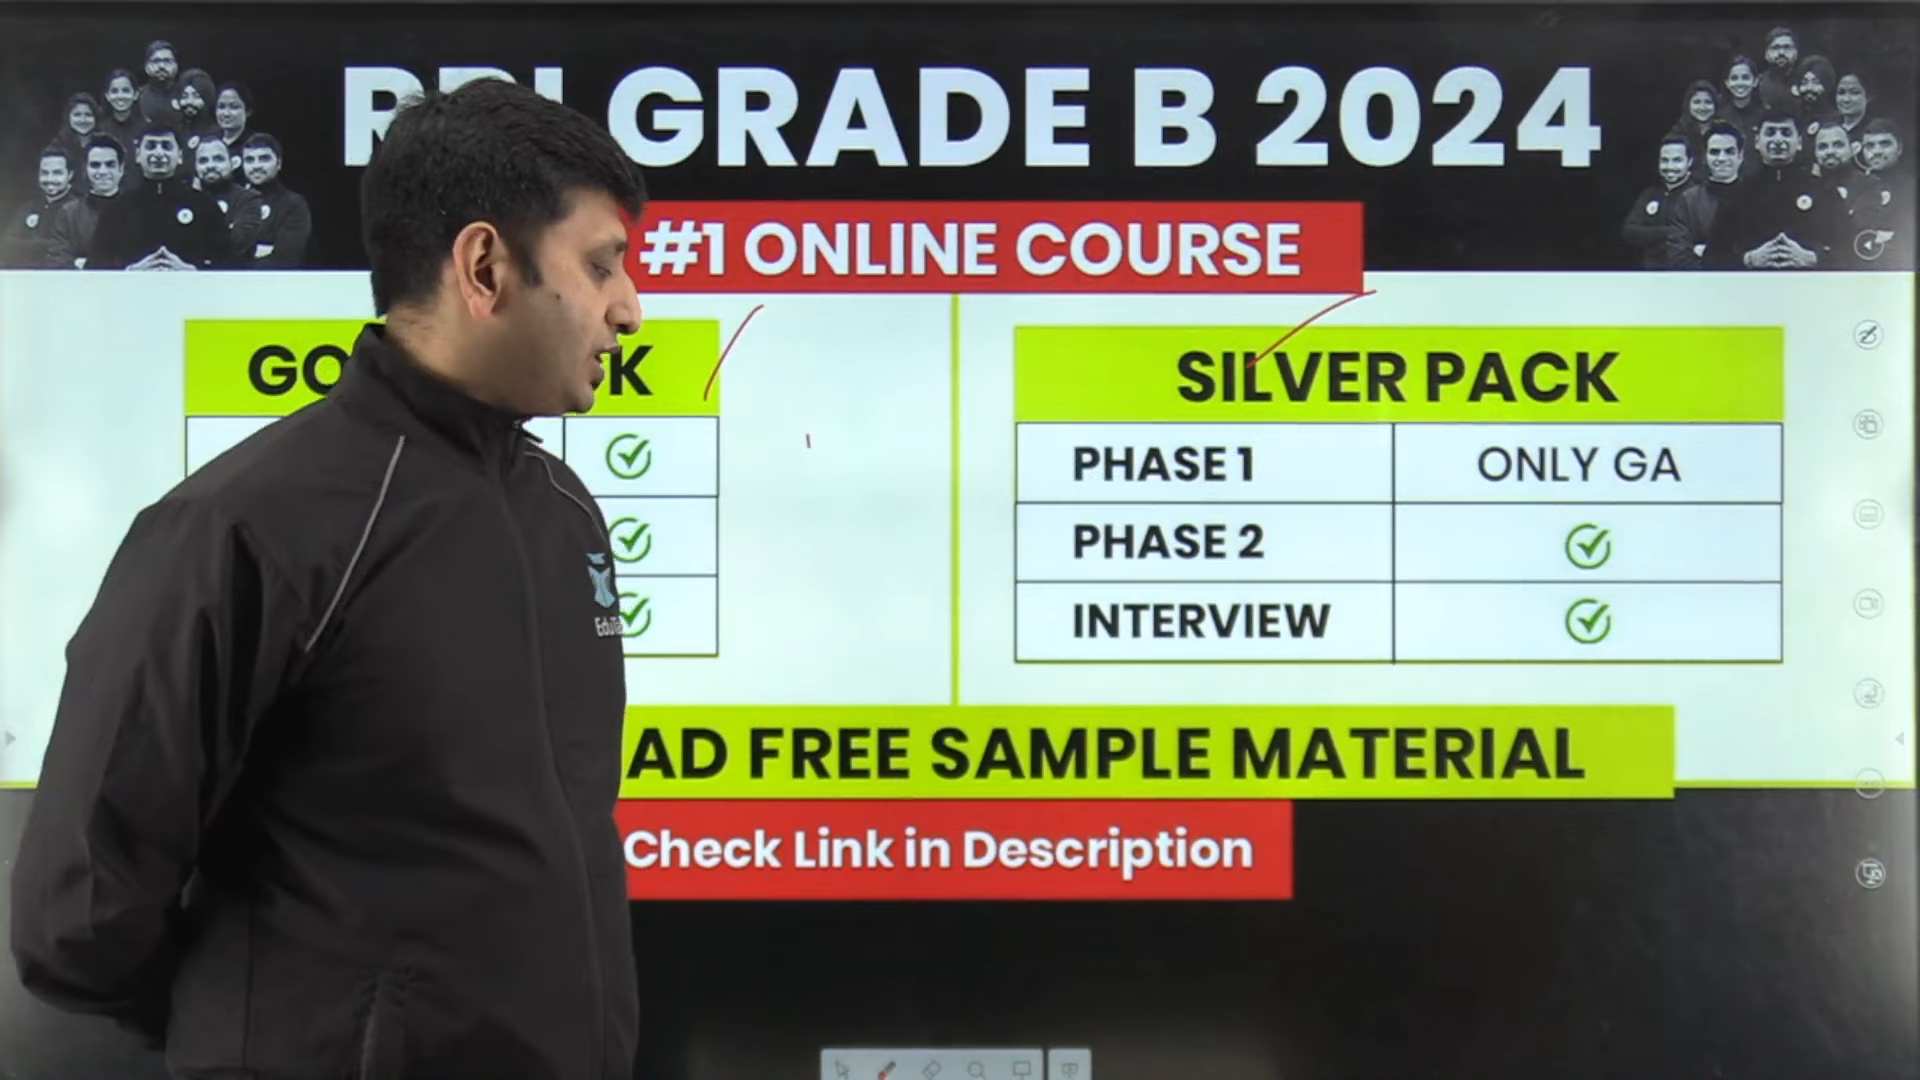 GRADE B 2024
#1 ONLINE COURSE
SILVER PACK
PHASE 1 ONLY GA
PHASE 2
INTERVIEW
FREE SAMPLE MATERIAL
Check Link in Description